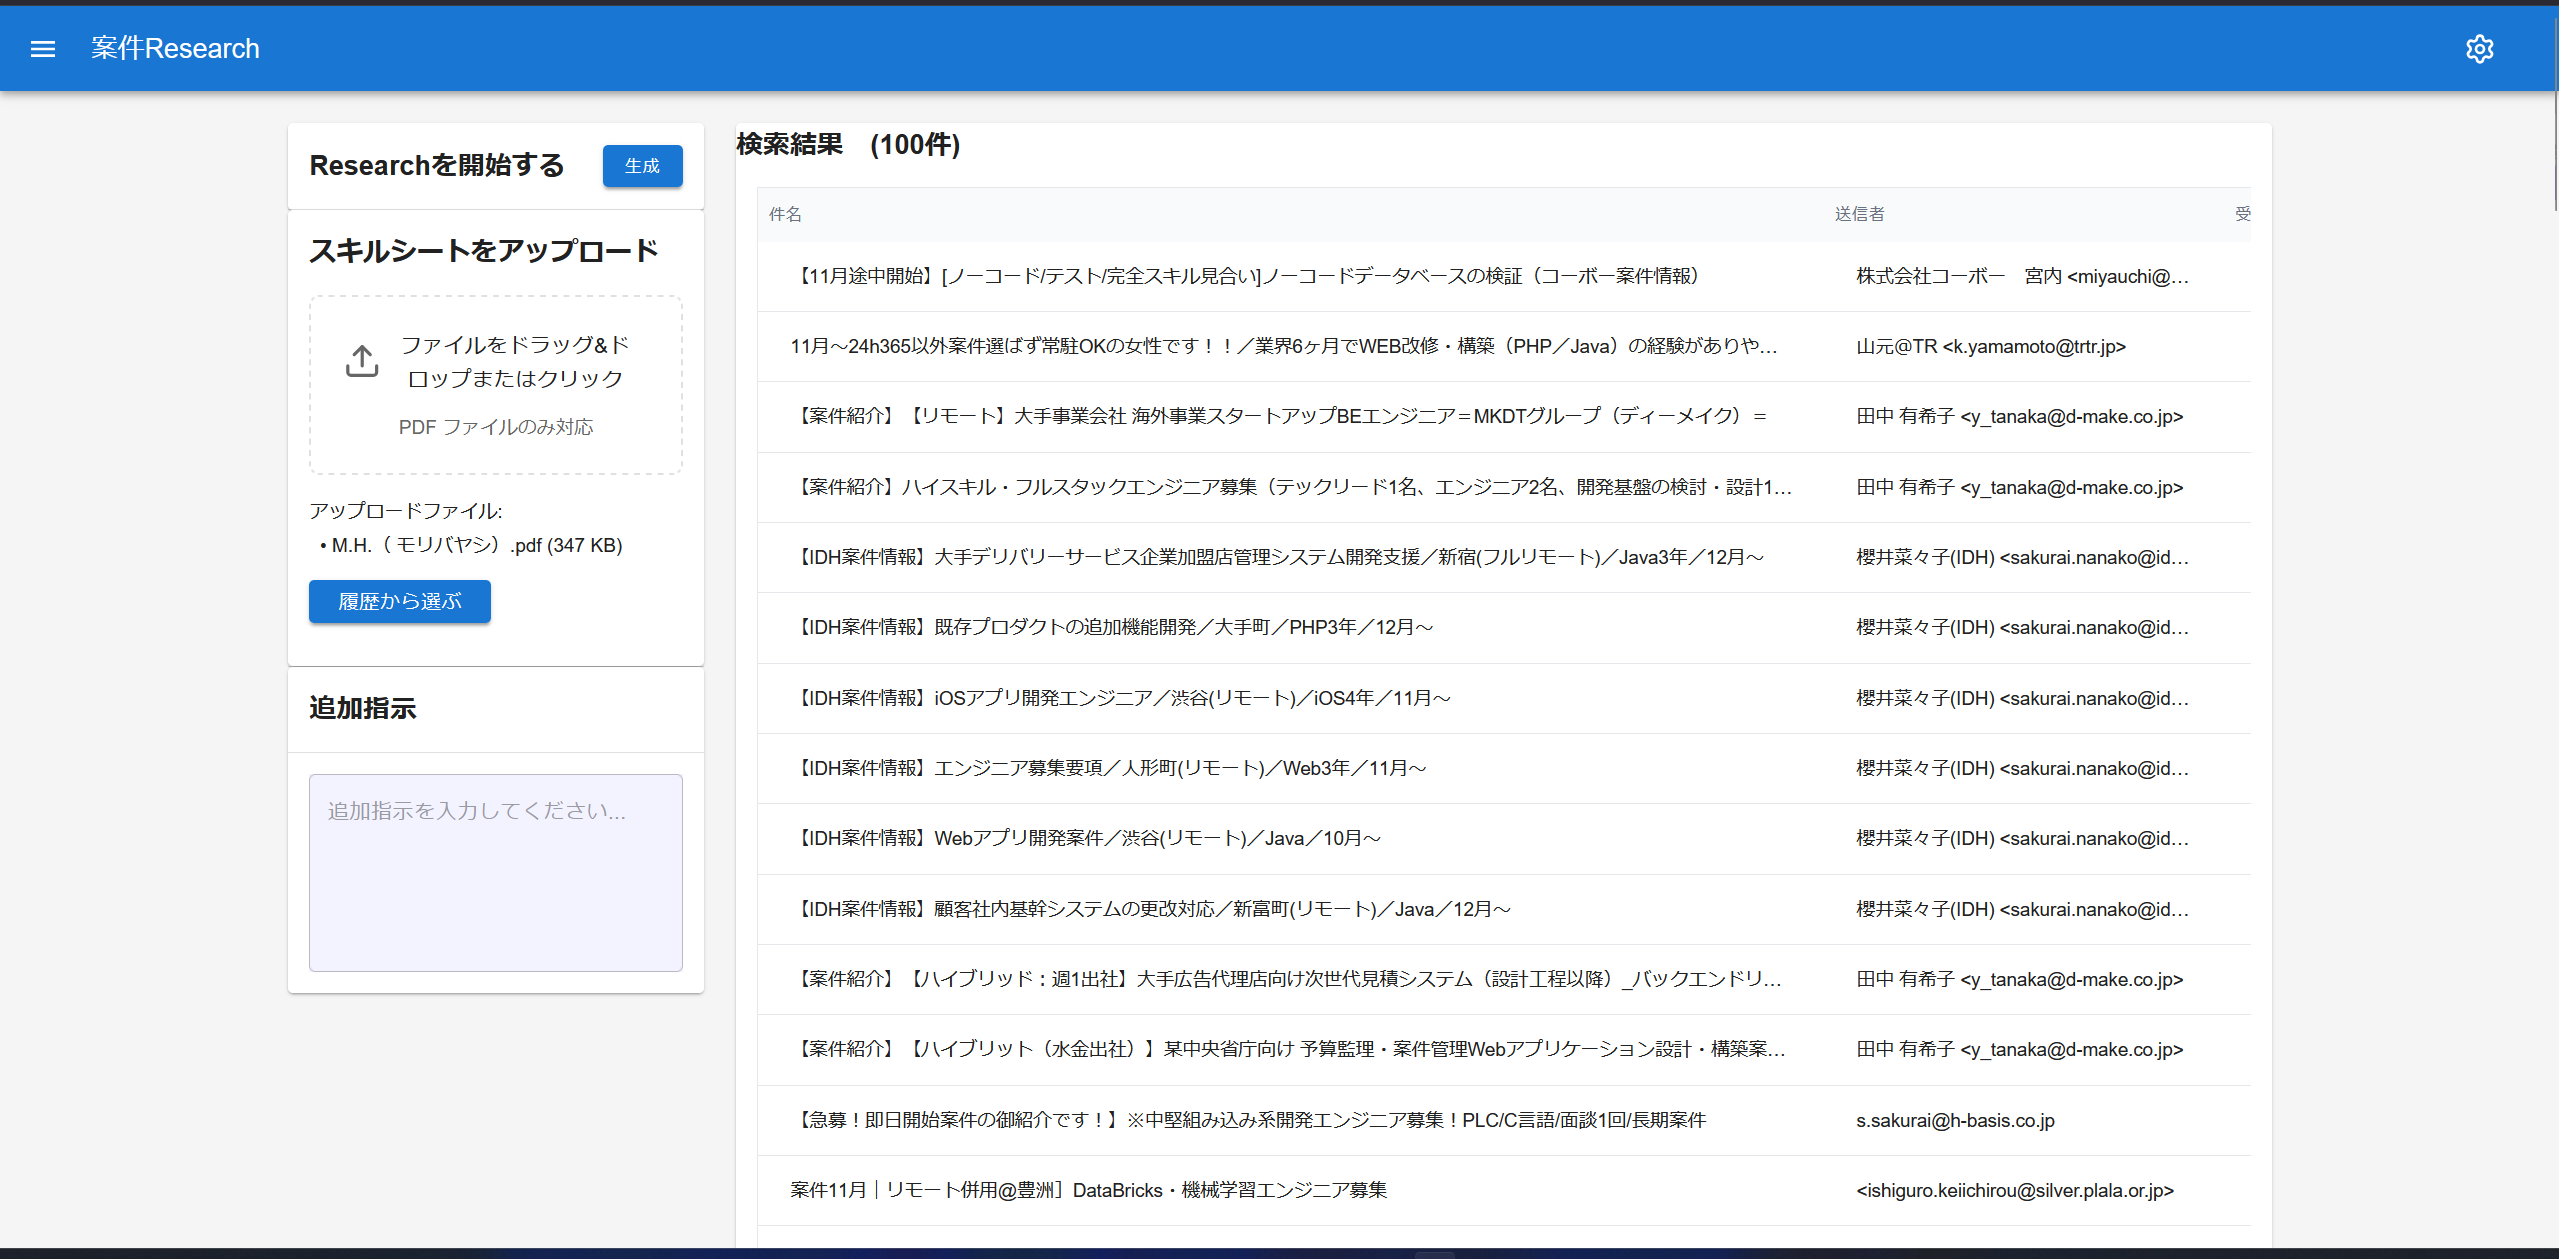 案件Research
Researchを開始する
生成
スキルシートをアップロード
ファイルをドラッグ&ド
ロップまたはクリック
PDF ファイルのみ対応
アップロードファイル:
• M.H.（ モリバヤシ）.pdf (347 KB)
履歴から選ぶ
追加指示
追加指示を入力してください...
検索結果　(100件)
件名 送信者 受
【11月途中開始】[ノーコード/テスト/完全スキル見合い]ノーコードデータベースの検証（コーボー案件情報） 株式会社コーボー　宮内 <miyauchi@...
11月～24h365以外案件選ばず常駐OKの女性です！！／業界6ヶ月でWEB改修・構築（PHP／Java）の経験がありや... 山元@TR <k.yamamoto@trtr.jp>
【案件紹介】【リモート】大手事業会社 海外事業スタートアップBEエンジニア＝MKDTグループ（ディーメイク）＝ 田中 有希子 <y_tanaka@d-make.co.jp>
【案件紹介】ハイスキル・フルスタックエンジニア募集（テックリード1名、エンジニア2名、開発基盤の検討・設計1... 田中 有希子 <y_tanaka@d-make.co.jp>
【IDH案件情報】大手デリバリーサービス企業加盟店管理システム開発支援／新宿(フルリモート)／Java3年／12月～ 櫻井菜々子(IDH) <sakurai.nanako@id...
【IDH案件情報】既存プロダクトの追加機能開発／大手町／PHP3年／12月～ 櫻井菜々子(IDH) <sakurai.nanako@id...
【IDH案件情報】iOSアプリ開発エンジニア／渋谷(リモート)／iOS4年／11月～ 櫻井菜々子(IDH) <sakurai.nanako@id...
【IDH案件情報】エンジニア募集要項／人形町(リモート)／Web3年／11月～ 櫻井菜々子(IDH) <sakurai.nanako@id...
【IDH案件情報】Webアプリ開発案件／渋谷(リモート)／Java／10月～ 櫻井菜々子(IDH) <sakurai.nanako@id...
【IDH案件情報】顧客社内基幹システムの更改対応／新富町(リモート)／Java／12月～ 櫻井菜々子(IDH) <sakurai.nanako@id...
【案件紹介】【ハイブリッド：週1出社】大手広告代理店向け次世代見積システム（設計工程以降）_バックエンドリ... 田中 有希子 <y_tanaka@d-make.co.jp>
【案件紹介】【ハイブリット（水金出社）】某中央省庁向け 予算監理・案件管理Webアプリケーション設計・構築案... 田中 有希子 <y_tanaka@d-make.co.jp>
【急募！即日開始案件の御紹介です！】※中堅組み込み系開発エンジニア募集！PLC/C言語/面談1回/長期案件 s.sakurai@h-basis.co.jp
案件11月｜リモート併用@豊洲］DataBricks・機械学習エンジニア募集 <ishiguro.keiichirou@silver.plala.or.jp>